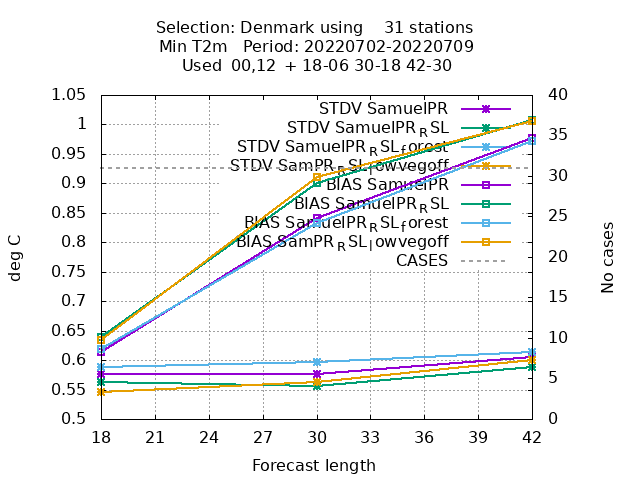 Selection: Denmark using    31 stations
Min T2m   Period: 20220702-20220709
Used  00,12  + 18-06 30-18 42-30
1.05
1
0.95
0.9
0.85
0.8
0.75
0.7
0.65
0.6
0.55
0.5
deg C
40
35
30
25
20
15
10
5
0
No cases
STDV SamuelPR
STDV SamuelPR_RSL
STDV SamuelPR_RSL_forest
STDV SamPR_RSL_lowvegoff
BIAS SamuelPR
BIAS SamuelPR_RSL
BIAS SamuelPR_RSL_forest
BIAS SamPR_RSL_lowvegoff
CASES
18 21 24 27 30 33 36 39 42
Forecast length